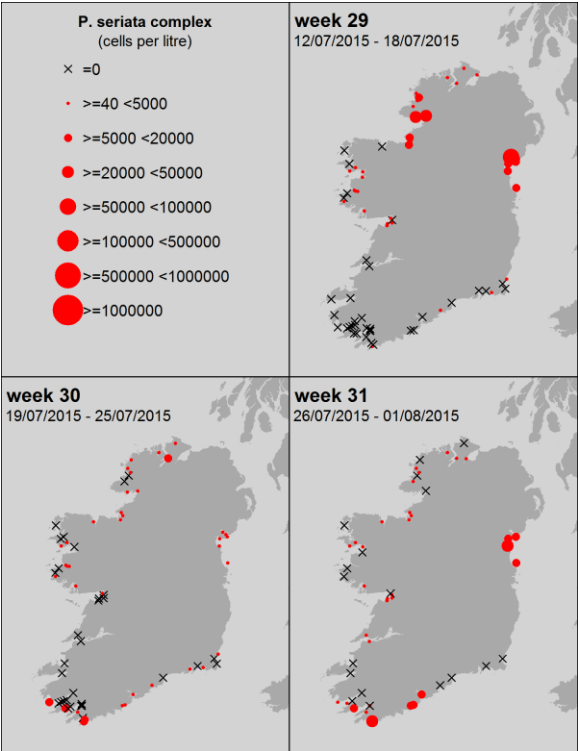 P. seriata complex
(cells per litre)
=0
>=40 <5000
>=5000 <20000
>=20000 <50000
>=50000 <100000
>=100000 <500000
>=500000 <1000000
>=1000000
week 29
12/07/2015 - 18/07/2015
week 30
19/07/2015 - 25/07/2015
week 31
26/07/2015 - 01/08/2015